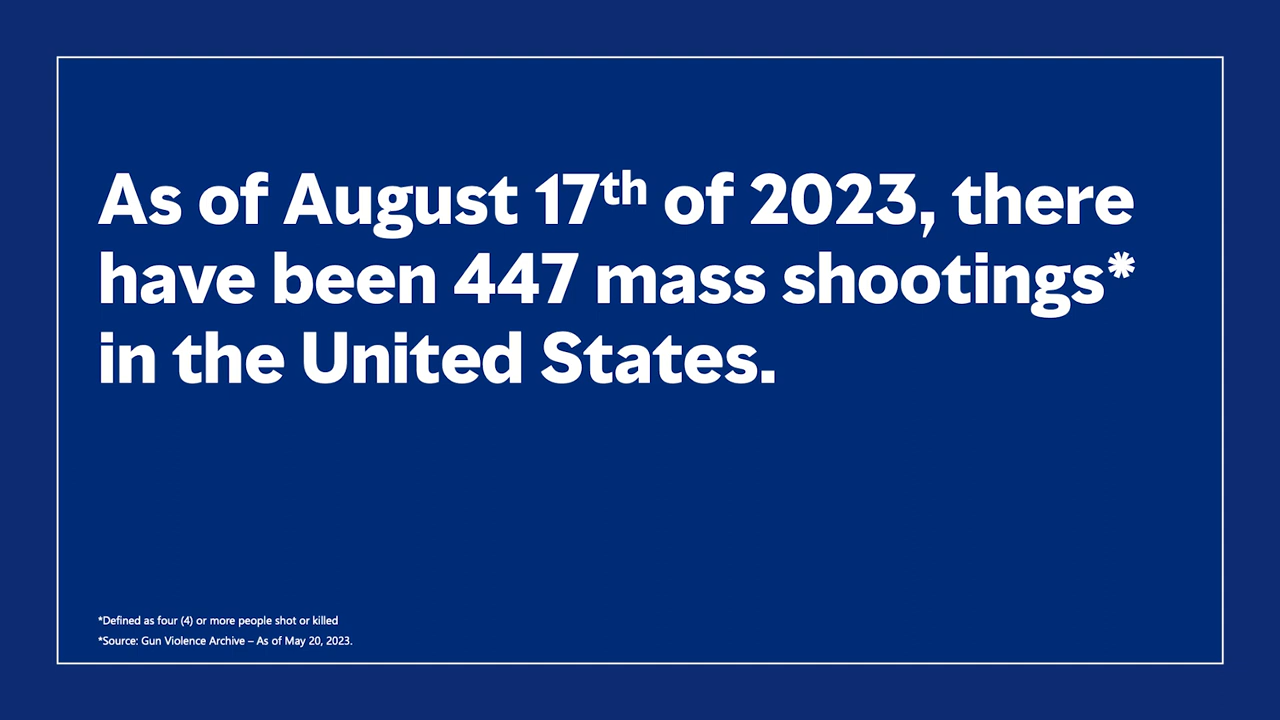 As of August 17th of 2023, there
have been 447 mass shootings*
in the United States.
*Defined as four (4) or more people shot or killed
*Source: Gun Violence Archive – As of May 20, 2023.